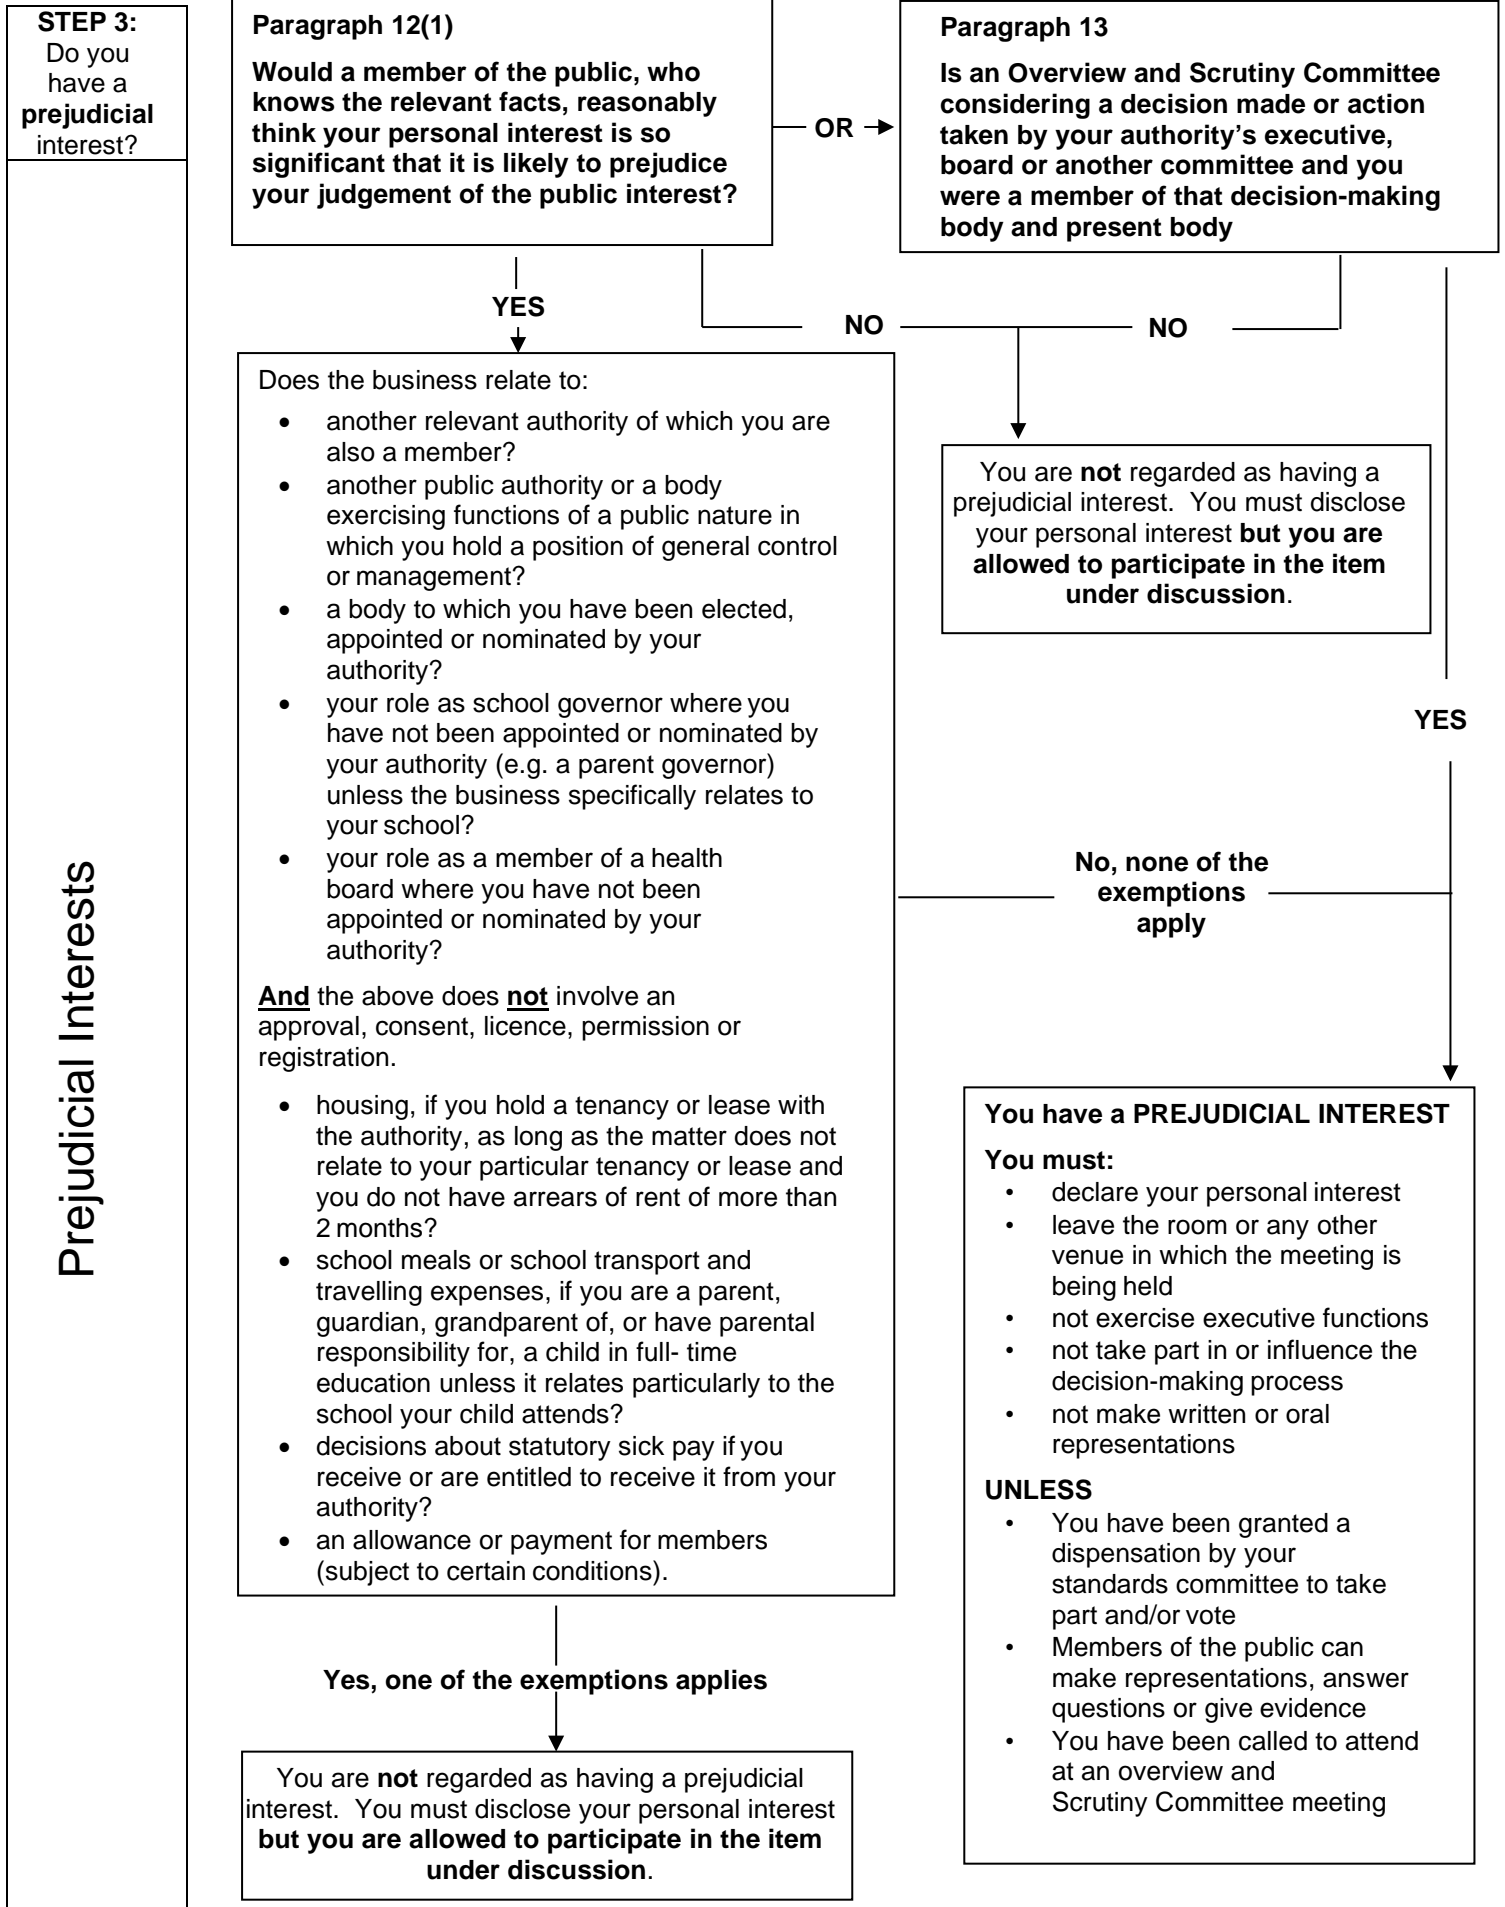 STEP 3:
Do you
have a
prejudicial
interest?
Prejudicial Interests
Paragraph 12(1)
Would a member of the public, who
knows the relevant facts, reasonably
think your personal interest is so
significant that it is likely to prejudice
your judgement of the public interest?
OR
Paragraph 13
Is an Overview and Scrutiny Committee
considering a decision made or action
taken by your authority’s executive,
board or another committee and you
were a member of that decision-making
body and present body
YES
NO
NO
Does the business relate to:
• another relevant authority of which you are
also a member?
• another public authority or a body
exercising functions of a public nature in
which you hold a position of general control
or management?
• a body to which you have been elected,
appointed or nominated by your
authority?
• your role as school governor where you
have not been appointed or nominated by
your authority (e.g. a parent governor)
unless the business specifically relates to
your school?
• your role as a member of a health
board where you have not been
appointed or nominated by your
authority?
And the above does not involve an
approval, consent, licence, permission or
registration.
• housing, if you hold a tenancy or lease with
the authority, as long as the matter does not
relate to your particular tenancy or lease and
you do not have arrears of rent of more than
2 months?
• school meals or school transport and
travelling expenses, if you are a parent,
guardian, grandparent of, or have parental
responsibility for, a child in full- time
education unless it relates particularly to the
school your child attends?
• decisions about statutory sick pay if you
receive or are entitled to receive it from your
authority?
• an allowance or payment for members
(subject to certain conditions).
You are not regarded as having a
prejudicial interest. You must disclose
your personal interest but you are
allowed to participate in the item
under discussion.
YES
No, none of the
exemptions
apply
You have a PREJUDICIAL INTEREST
You must:
• declare your personal interest
• leave the room or any other
venue in which the meeting is
being held
• not exercise executive functions
• not take part in or influence the
decision-making process
• not make written or oral
representations
UNLESS
• You have been granted a
dispensation by your
standards committee to take
part and/or vote
• Members of the public can
make representations, answer
questions or give evidence
• You have been called to attend
at an overview and
Scrutiny Committee meeting
Yes, one of the exemptions applies
You are not regarded as having a prejudicial
interest. You must disclose your personal interest
but you are allowed to participate in the item
under discussion.